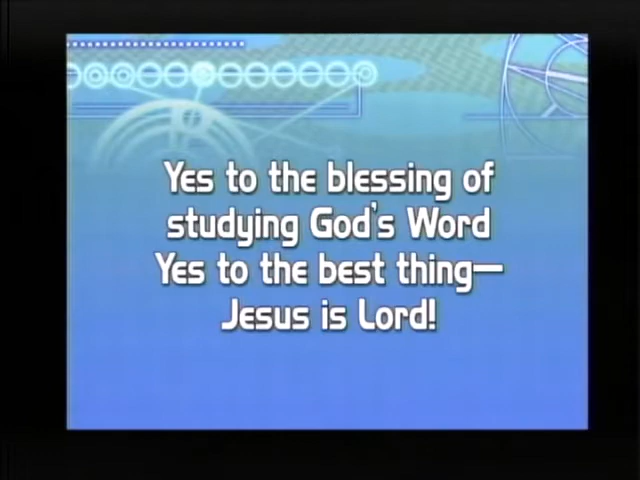 Yes to the blessing of
studying God's Word
Yes to the best thing—
Jesus is Lord!